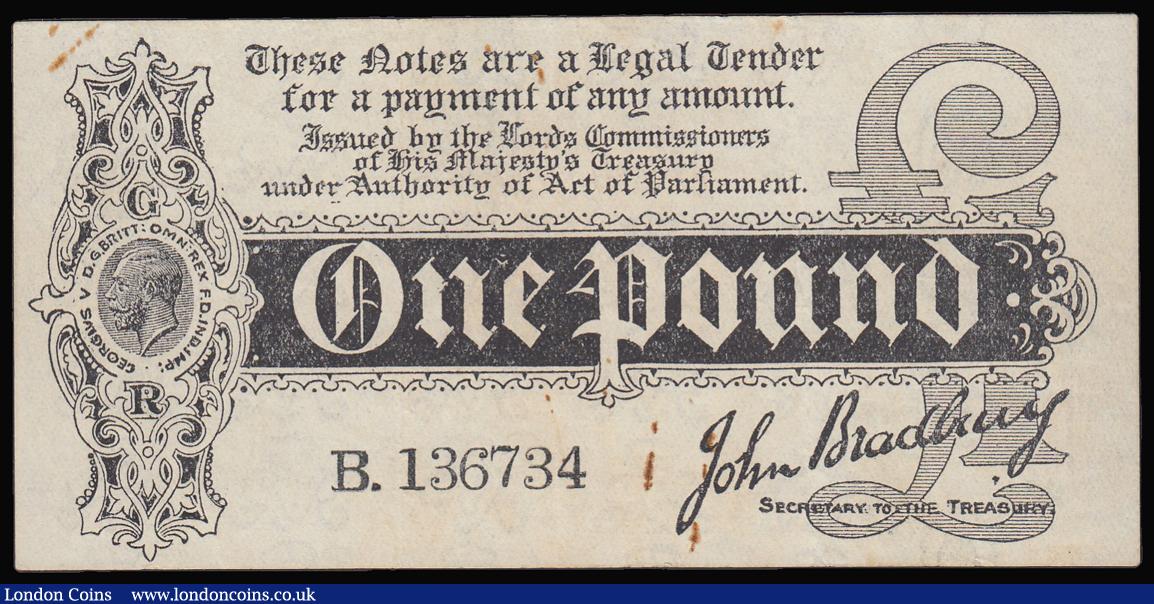 These Notes are a Legal Tender
for a payment of any amount.
Issued by the Lords Commissioners
of His Majesty's Treasury
under Authority of Act of Parliament.
G
GEORGIVS V D.G.BRITT: OMN:REX F.D.IND:IMP:
R
£
One Pound
B. 136734
John Bradbury
SECRETARY TO THE TREASURY.
£1
London Coins www.londoncoins.co.uk